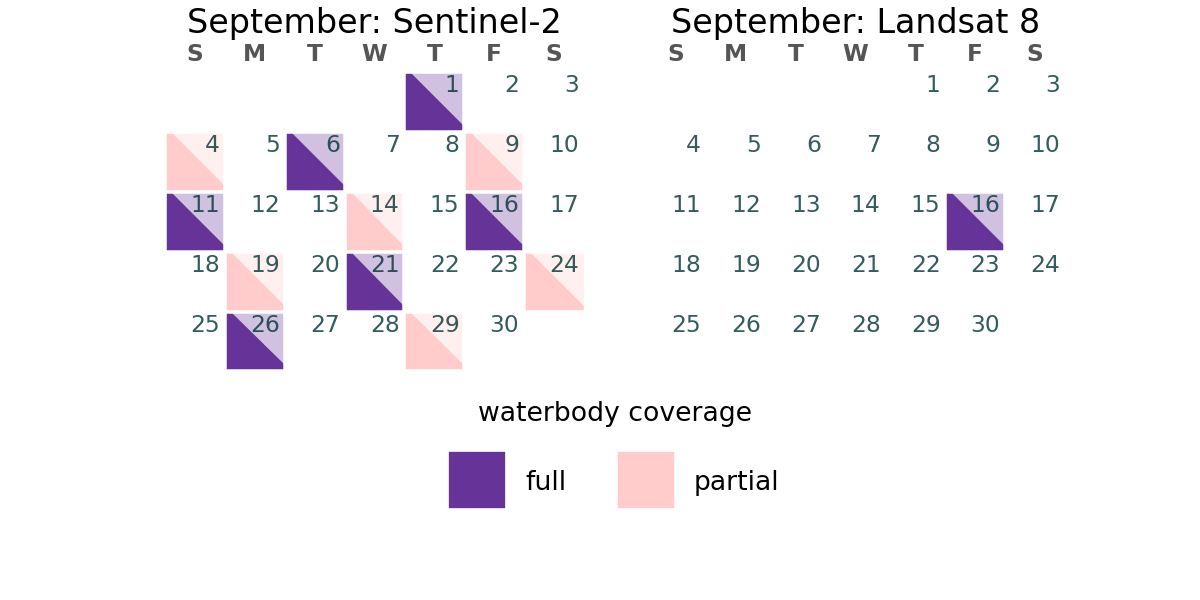 September: Sentinel-2
S M T W T F S
1 2 3
4 5 6 7 8 9 10
11 12 13 14 15 16 17
18 19 20 21 22 23 24
25 26 27 28 29 30
September: Landsat 8
S M T W T F S
1 2 3
4 5 6 7 8 9 10
11 12 13 14 15 16 17
18 19 20 21 22 23 24
25 26 27 28 29 30
waterbody coverage
full partial